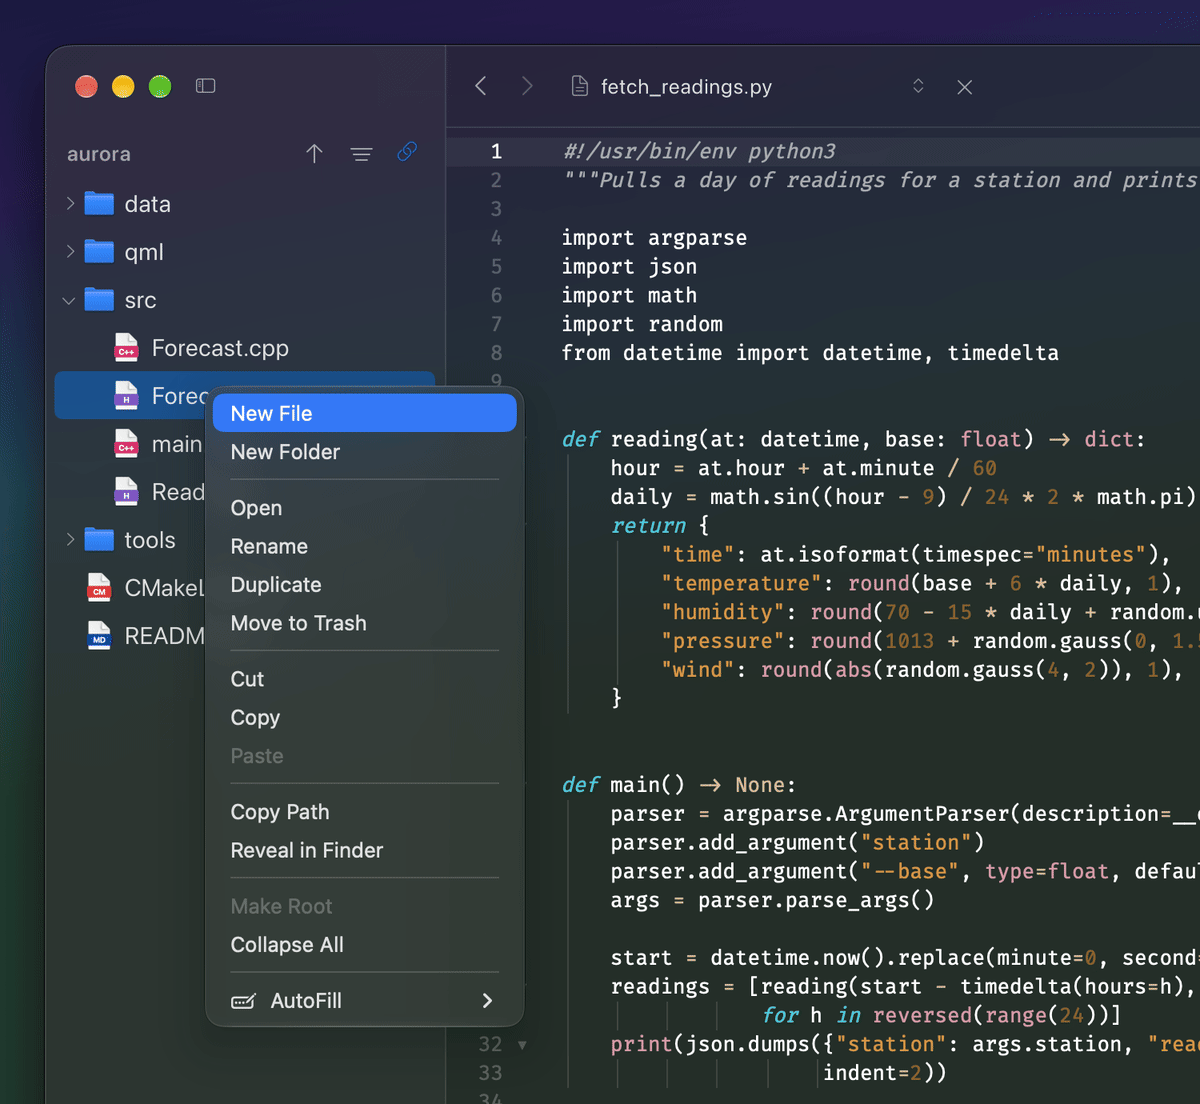 fetch_readings.py
aurora
data
qml
src
Forecast.cpp
Forec
main
Read
tools
CMakeL
READM
C++
H
C++
H
CM
MD
New File
New Folder
Open
Rename
Duplicate
Move to Trash
Cut
Copy
Paste
Copy Path
Reveal in Finder
Make Root
Collapse All
AutoFill
1 #!/usr/bin/env python3
2 """Pulls a day of readings for a station and prints
3
4 import argparse
5 import json
6 import math
7 import random
8 from datetime import datetime, timedelta
9
def reading(at: datetime, base: float) → dict:
hour = at.hour + at.minute / 60
daily = math.sin((hour - 9) / 24 * 2 * math.pi)
return {
"time": at.isoformat(timespec="minutes"),
"temperature": round(base + 6 * daily, 1),
"humidity": round(70 - 15 * daily + random.
"pressure": round(1013 + random.gauss(0, 1.
"wind": round(abs(random.gauss(4, 2)), 1),
}
def main() → None:
parser = argparse.ArgumentParser(description=__
parser.add_argument("station")
parser.add_argument("--base", type=float, defau
args = parser.parse_args()
start = datetime.now().replace(minute=0, second=
readings = [reading(start - timedelta(hours=h),
for h in reversed(range(24))]
32 print(json.dumps({"station": args.station, "rea
33 indent=2))
34